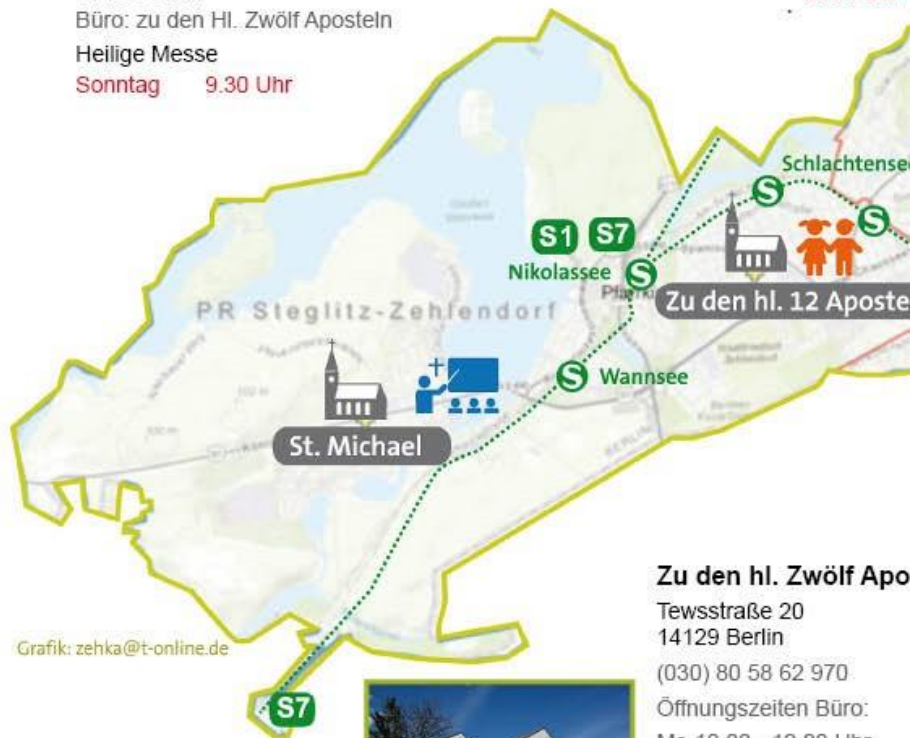 Büro: zu den Hl. Zwölf Aposteln
Heilige Messe
Sonntag 9.30 Uhr
Schlachtensee
S
S
S1 S7
Nikolassee S
PR Steglitz-Zehlendorf
Zu den hl. 12 Aposte
S Wannsee
St. Michael
BERLIN
Zu den hl. Zwölf Apo
Tewsstraße 20
14129 Berlin
(030) 80 58 62 970
Öffnungszeiten Büro:
Grafik: zehka@t-online.de
S7